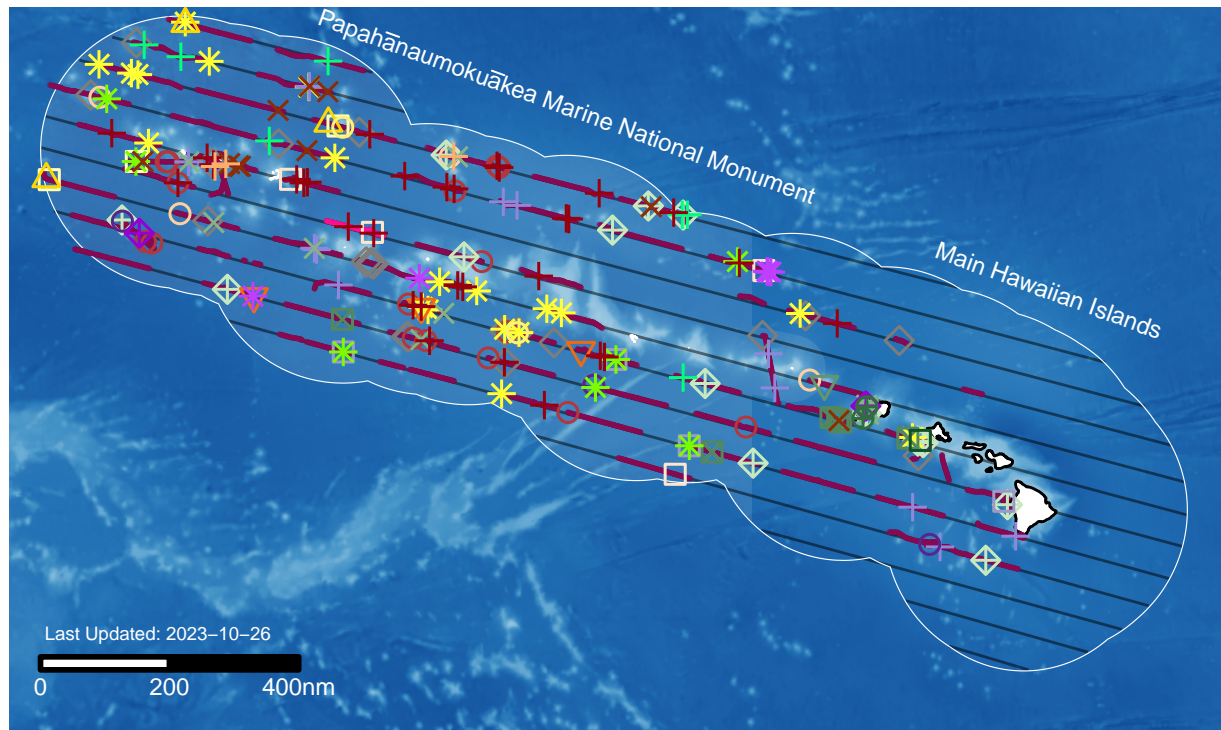 Papahānaumokuākea Marine National Monument
Main Hawaiian Islands
Last Updated: 2023−10−26
0 200 400nm